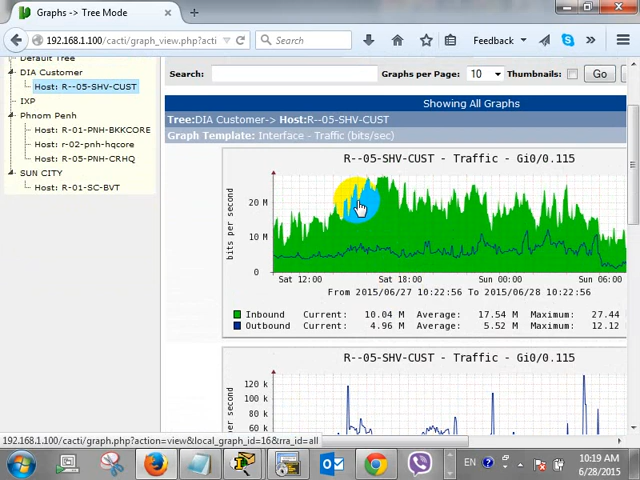 Graphs -> Tree Mode
192.168.1.100/cacti/graph_view.php?acti
Search
Feedback
Default Tree
DIA Customer
Host: R--05-SHV-CUST
IXP
Phnom Penh
Host: R-01-PNH-BKKCORE
Host: r-02-pnh-hqcore
Host: R-05-PNH-CRHQ
SUN CITY
Host: R-01-SC-BVT
Search:
Graphs per Page:
10
Thumbnails:
Go
Showing All Graphs
Tree:DIA Customer-> Host:R--05-SHV-CUST
Graph Template: Interface - Traffic (bits/sec)
R--05-SHV-CUST - Traffic - Gi0/0.115
bits per second
20 M
10 M
0
Sat 12:00 Sat 18:00 Sun 00:00 Sun 06:00
From 2015/06/27 10:22:56 To 2015/06/28 10:22:56
Inbound Current: 10.04 M Average: 17.54 M Maximum: 27.44
Outbound Current: 4.96 M Average: 5.52 M Maximum: 12.12
R--05-SHV-CUST - Traffic - Gi0/0.115
120 k
100 k
80 k
60 k
192.168.1.100/cacti/graph.php?action=view&local_graph_id=16&rra_id=all
EN
10:19 AM
6/28/2015